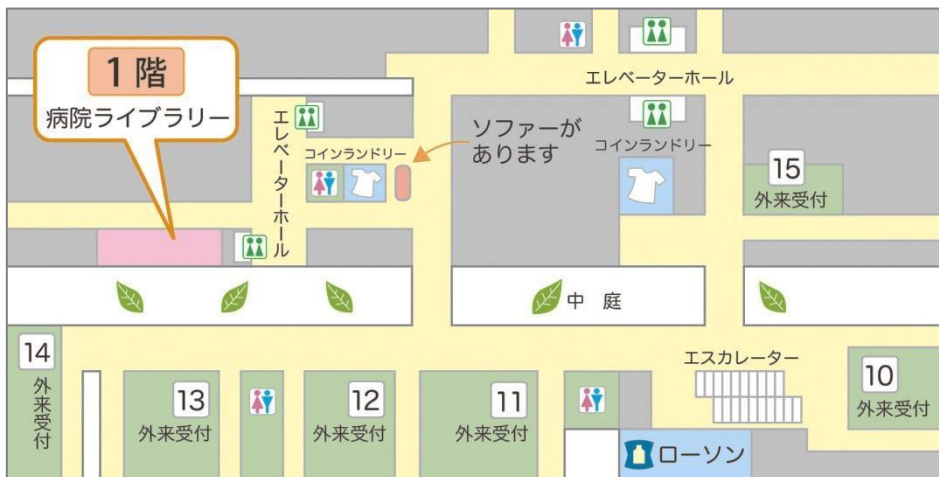 1階
病院ライブラリー
エレベーターホール
エレベーターホール
コインランドリー
ソファーが
あります
コインランドリー
15
外来受付
中 庭
14
外来受付
13
外来受付
12
外来受付
11
外来受付
エスカレーター
10
外来受付
ローソン